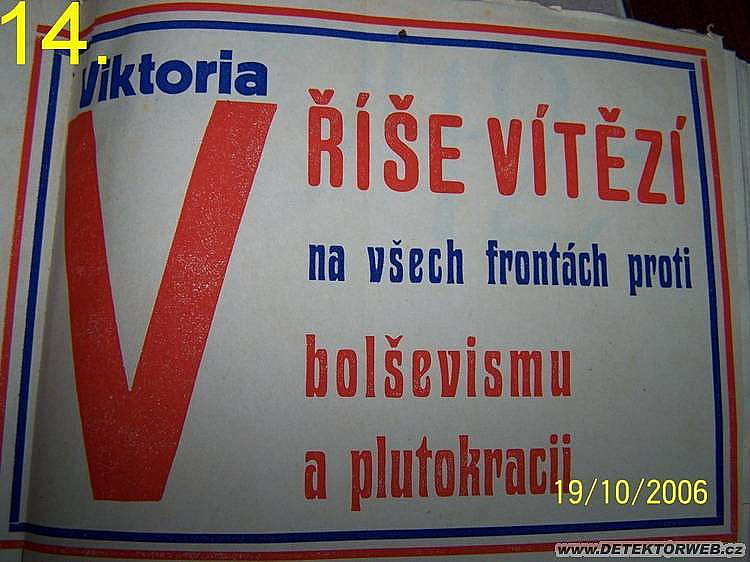 14.
Viktoria
V
ŘÍŠE VÍTĚZÍ
na všech frontách proti
bolševismu
a plutokracii
19/10/2006
www.DETEKTORWEB.cz